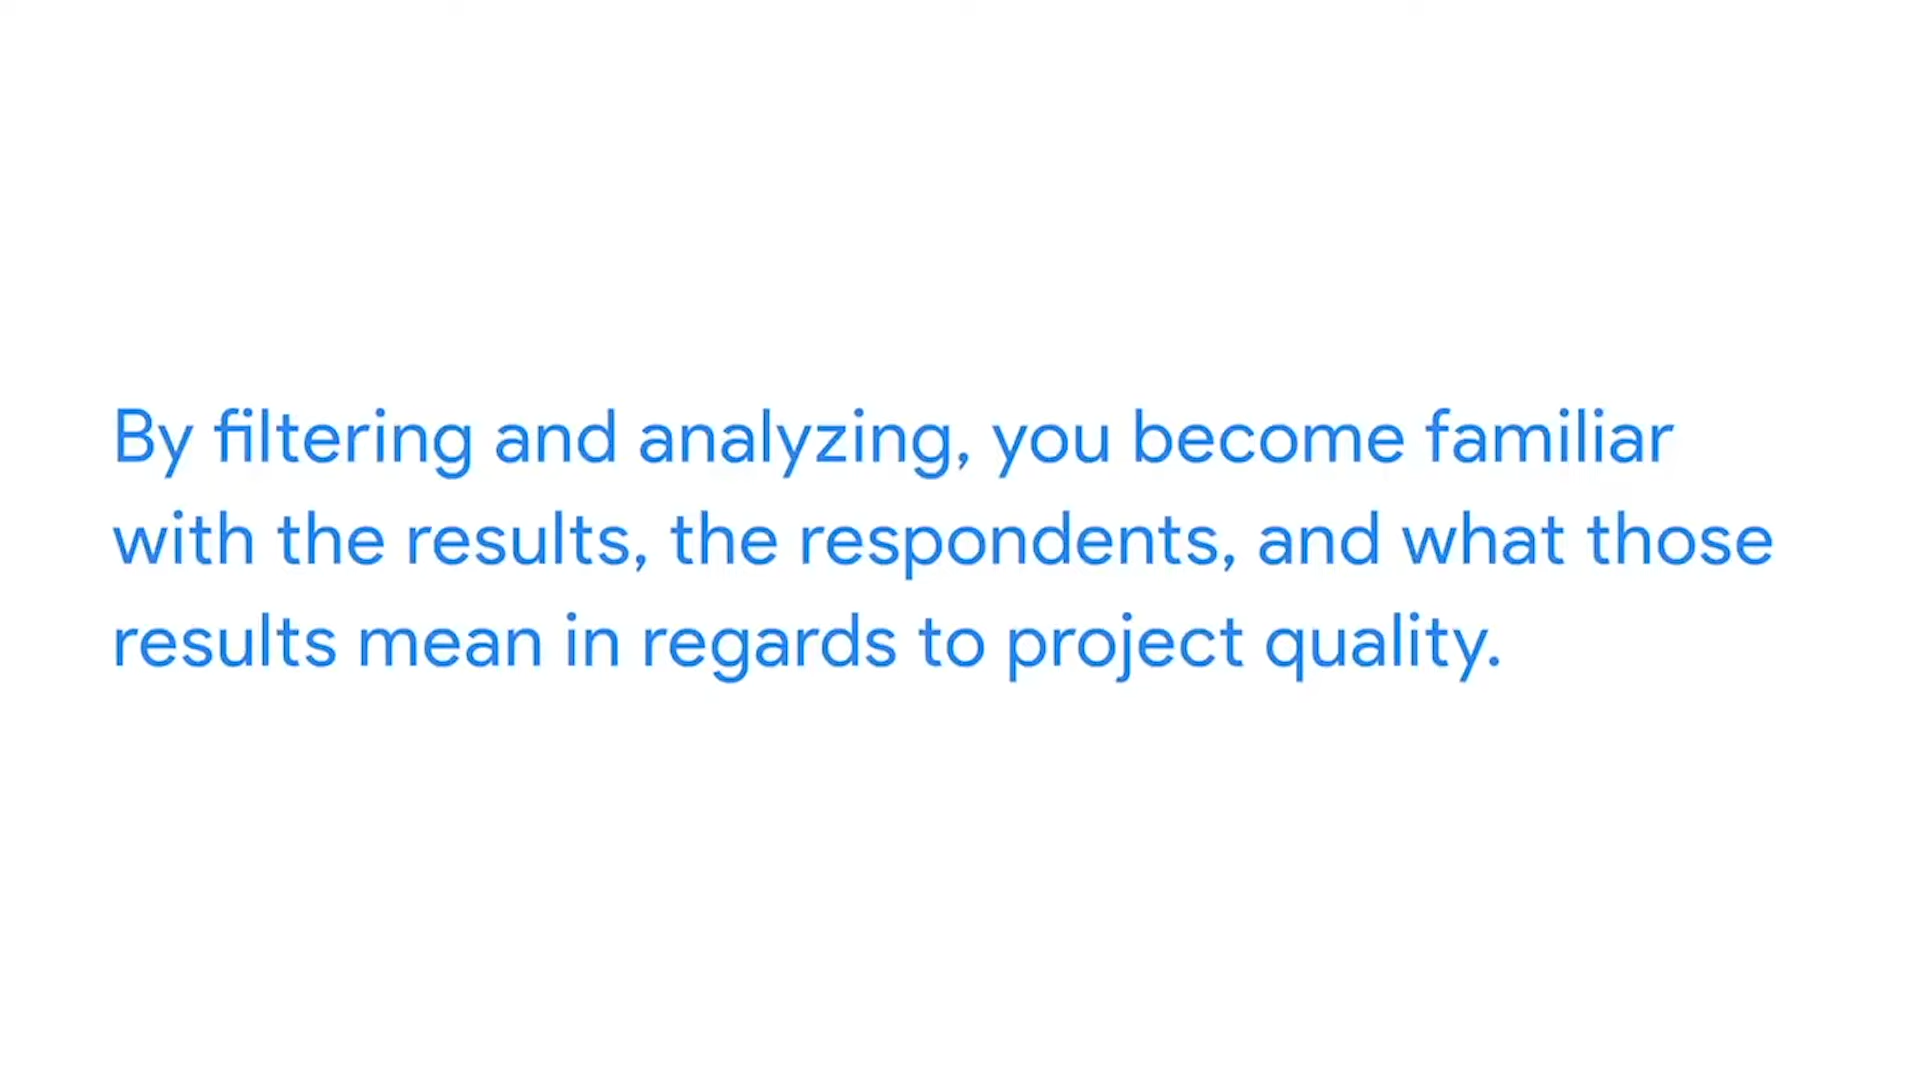 By filtering and analyzing, you become familiar
with the results, the respondents, and what those
results mean in regards to project quality.